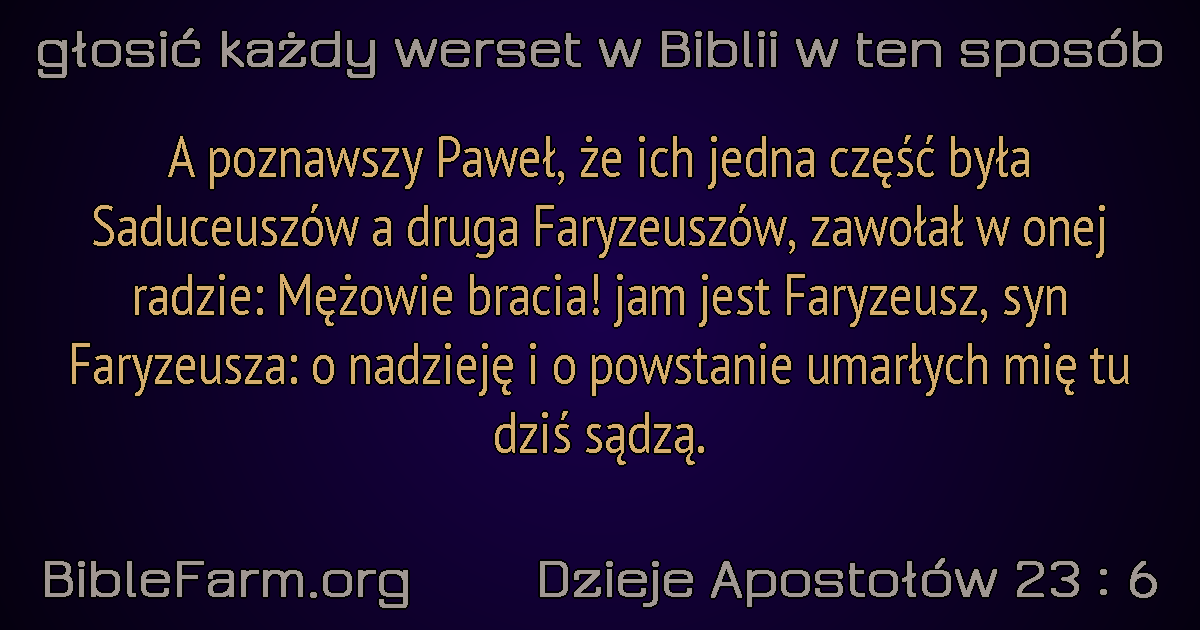 głosić każdy werset w Biblii w ten sposób
A poznawszy Paweł, że ich jedna część była
Saduceuszów a druga Faryzeuszów, zawołał w onej
radzie: Mężowie bracia! jam jest Faryzeusz, syn
Faryzeusza: o nadzieję i o powstanie umarłych mię tu
dziś sądzą.
BibleFarm.org
Dzieje Apostołów 23 : 6